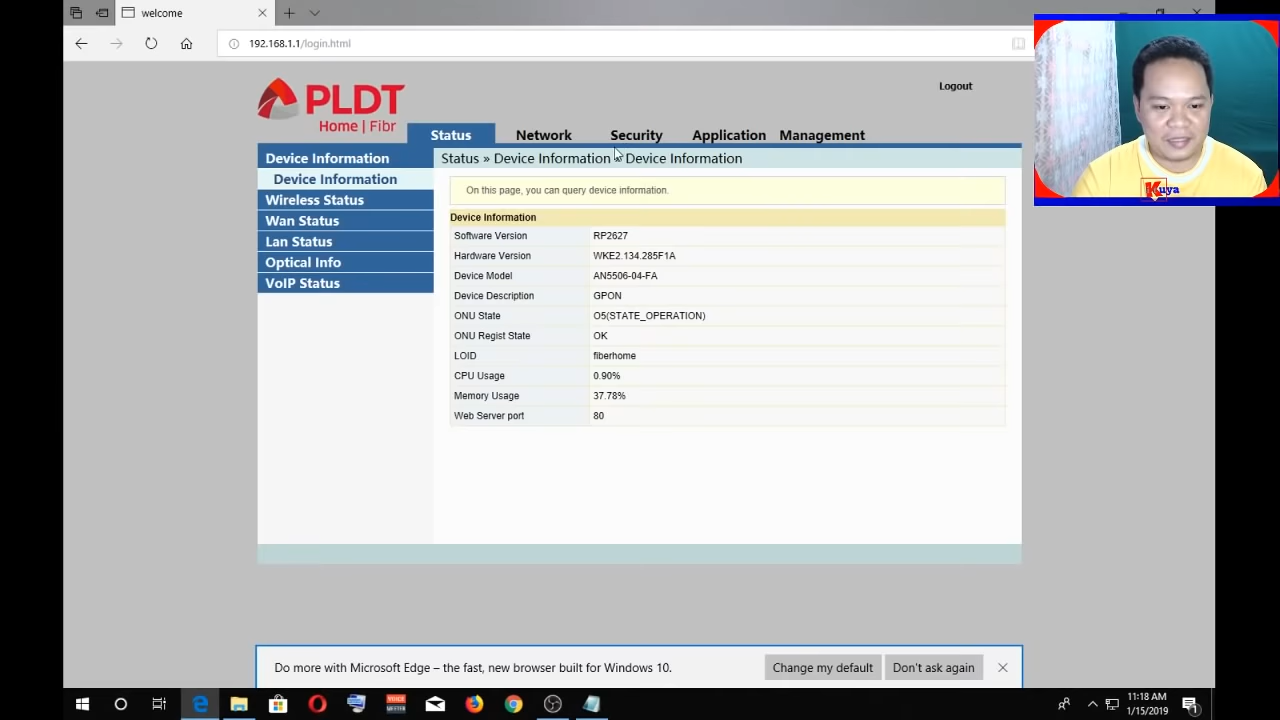 welcome
192.168.1.1/login.html
PLDT
Home | Fibr
Logout
Status
Network
Security
Application
Management
Device Information
Device Information
Wireless Status
Wan Status
Lan Status
Optical Info
VoIP Status
Status » Device Information Device Information
On this page, you can query device information.
Device Information
Software Version RP2627
Hardware Version WKE2.134.285F1A
Device Model AN5506-04-FA
Device Description GPON
ONU State O5(STATE_OPERATION)
ONU Regist State OK
LOID fiberhome
CPU Usage 0.90%
Memory Usage 37.78%
Web Server port 80
Kuya
Do more with Microsoft Edge – the fast, new browser built for Windows 10.
Change my default
Don't ask again
11:18 AM
1/15/2019
1